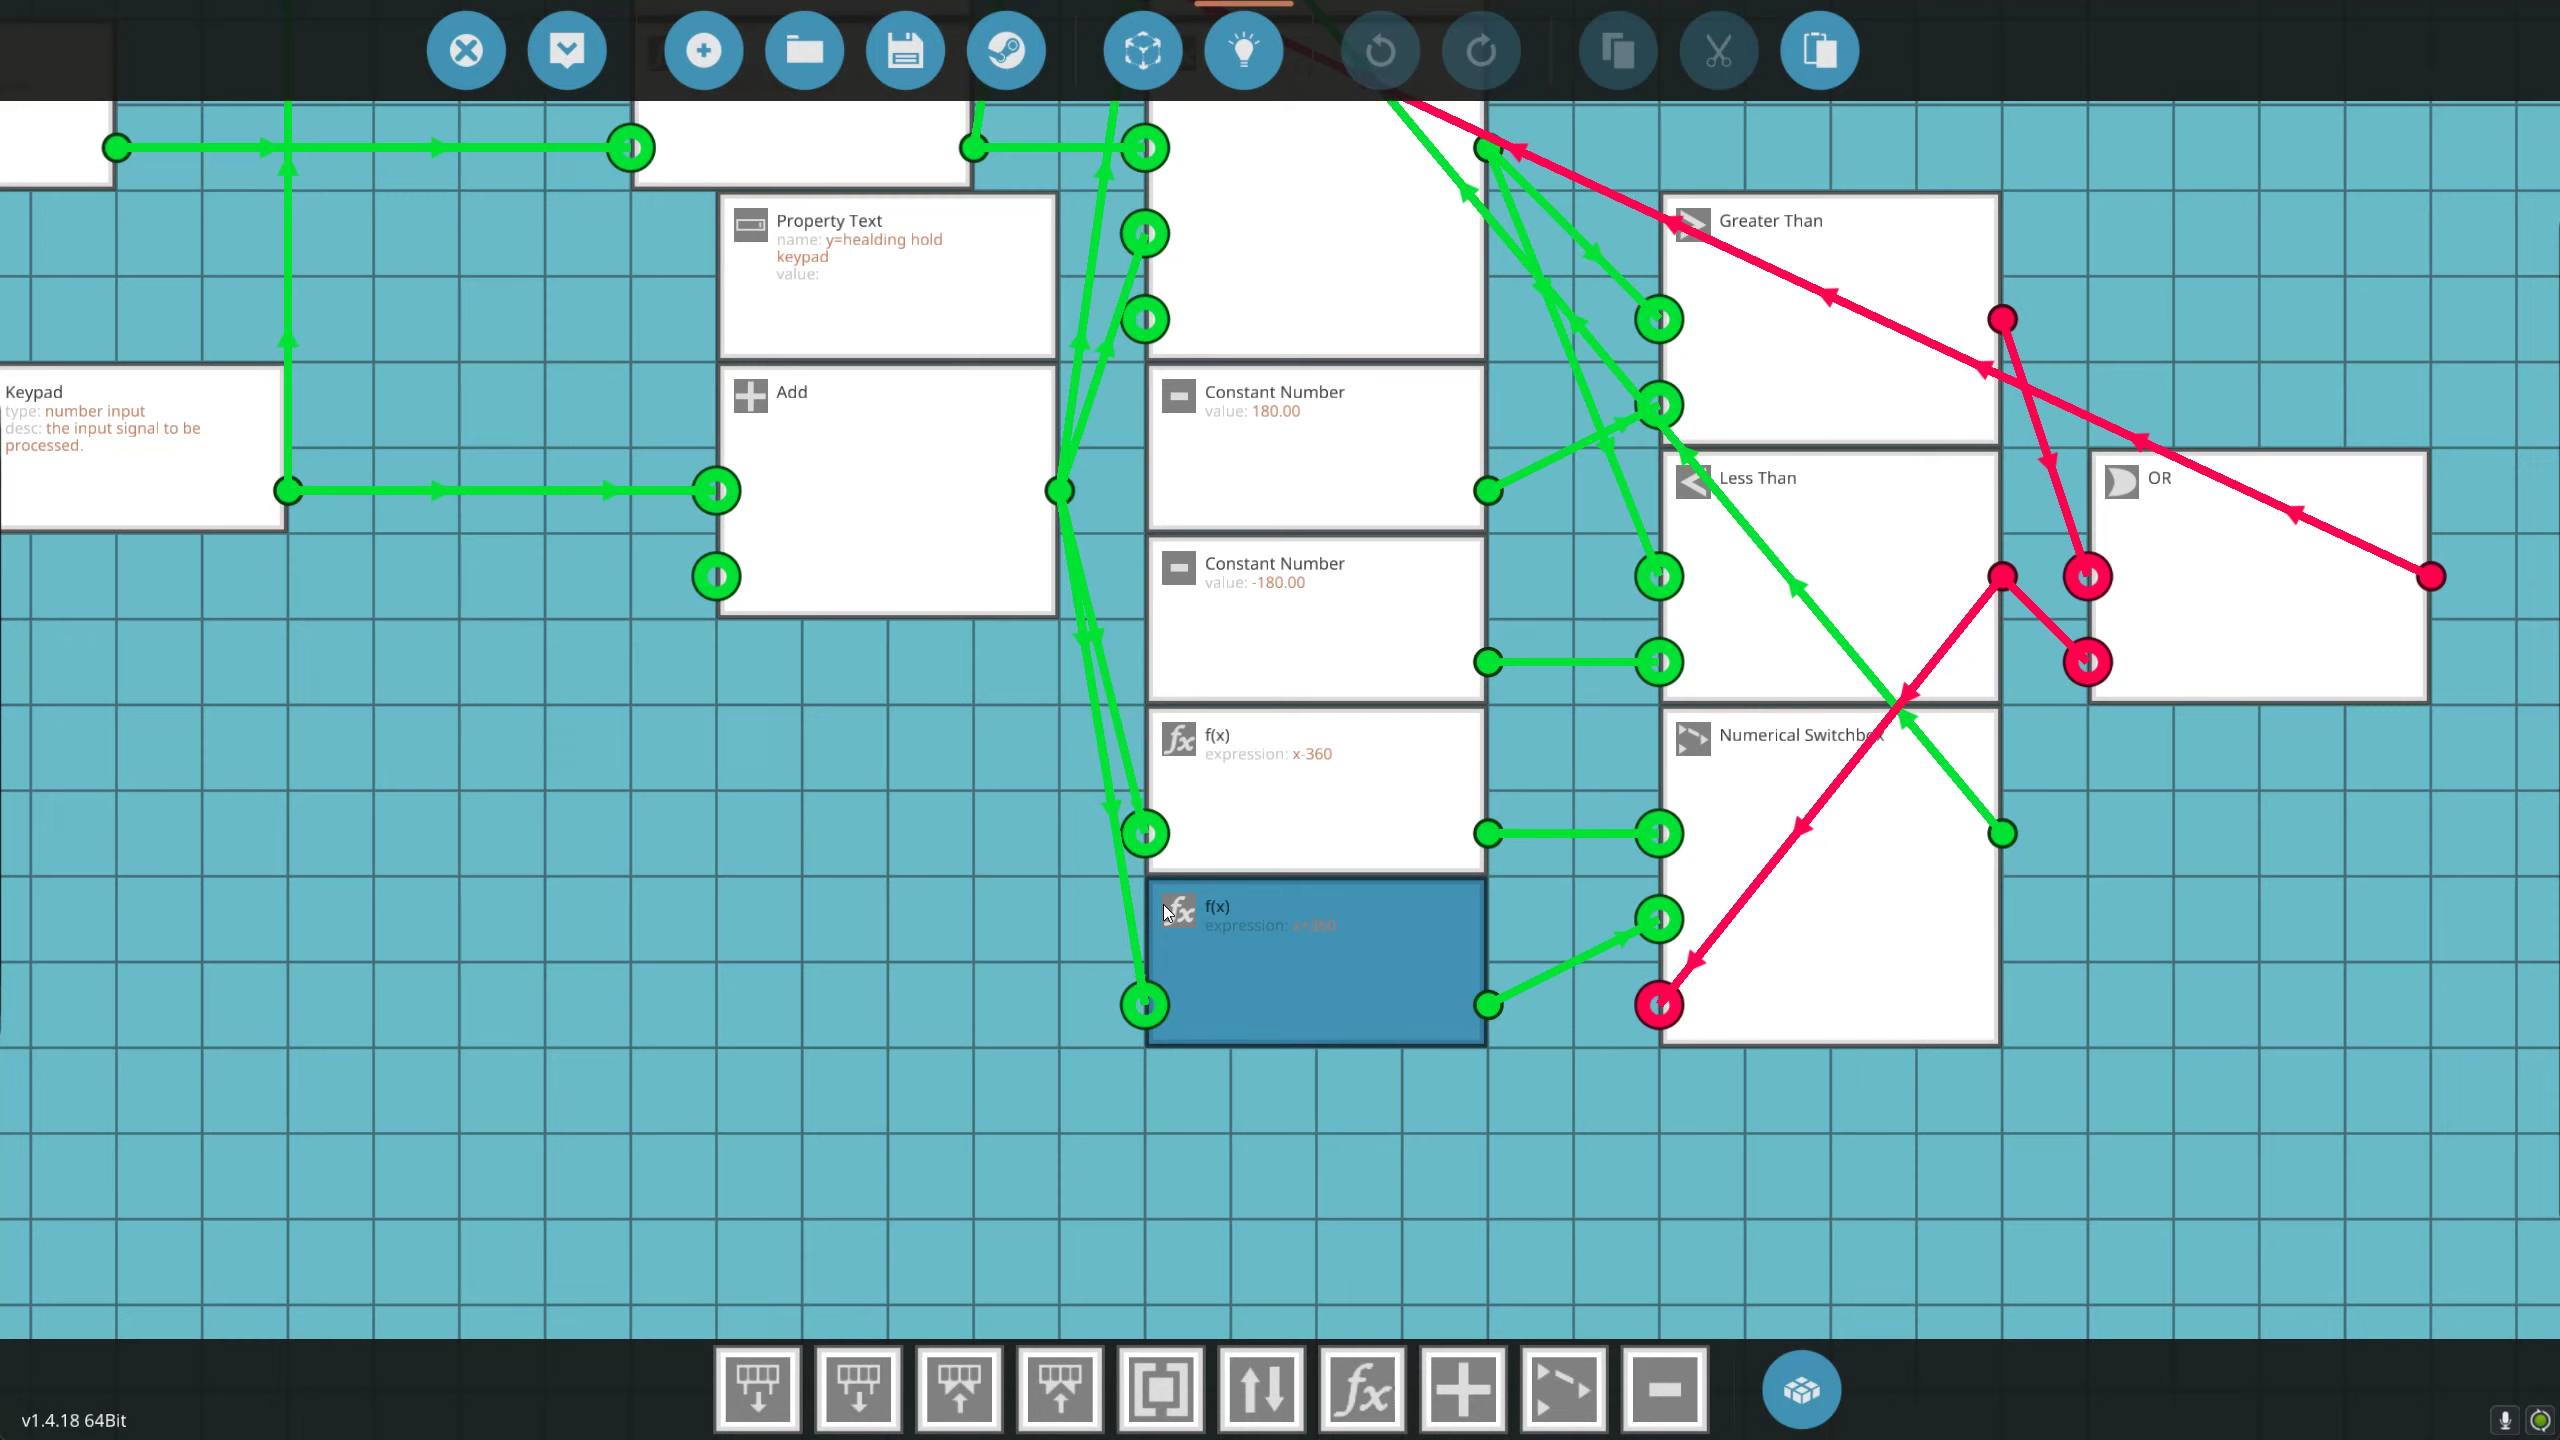 Property Text
name: y=healding hold
keypad
value:
Greater Than
Keypad
type: number input
desc: the input signal to be
processed.
Add
Constant Number
value: 180.00
Less Than
OR
Constant Number
value: -180.00
f(x)
expression: x-360
Numerical Switchbox
f(x)
expression: x+360
v1.4.18 64Bit